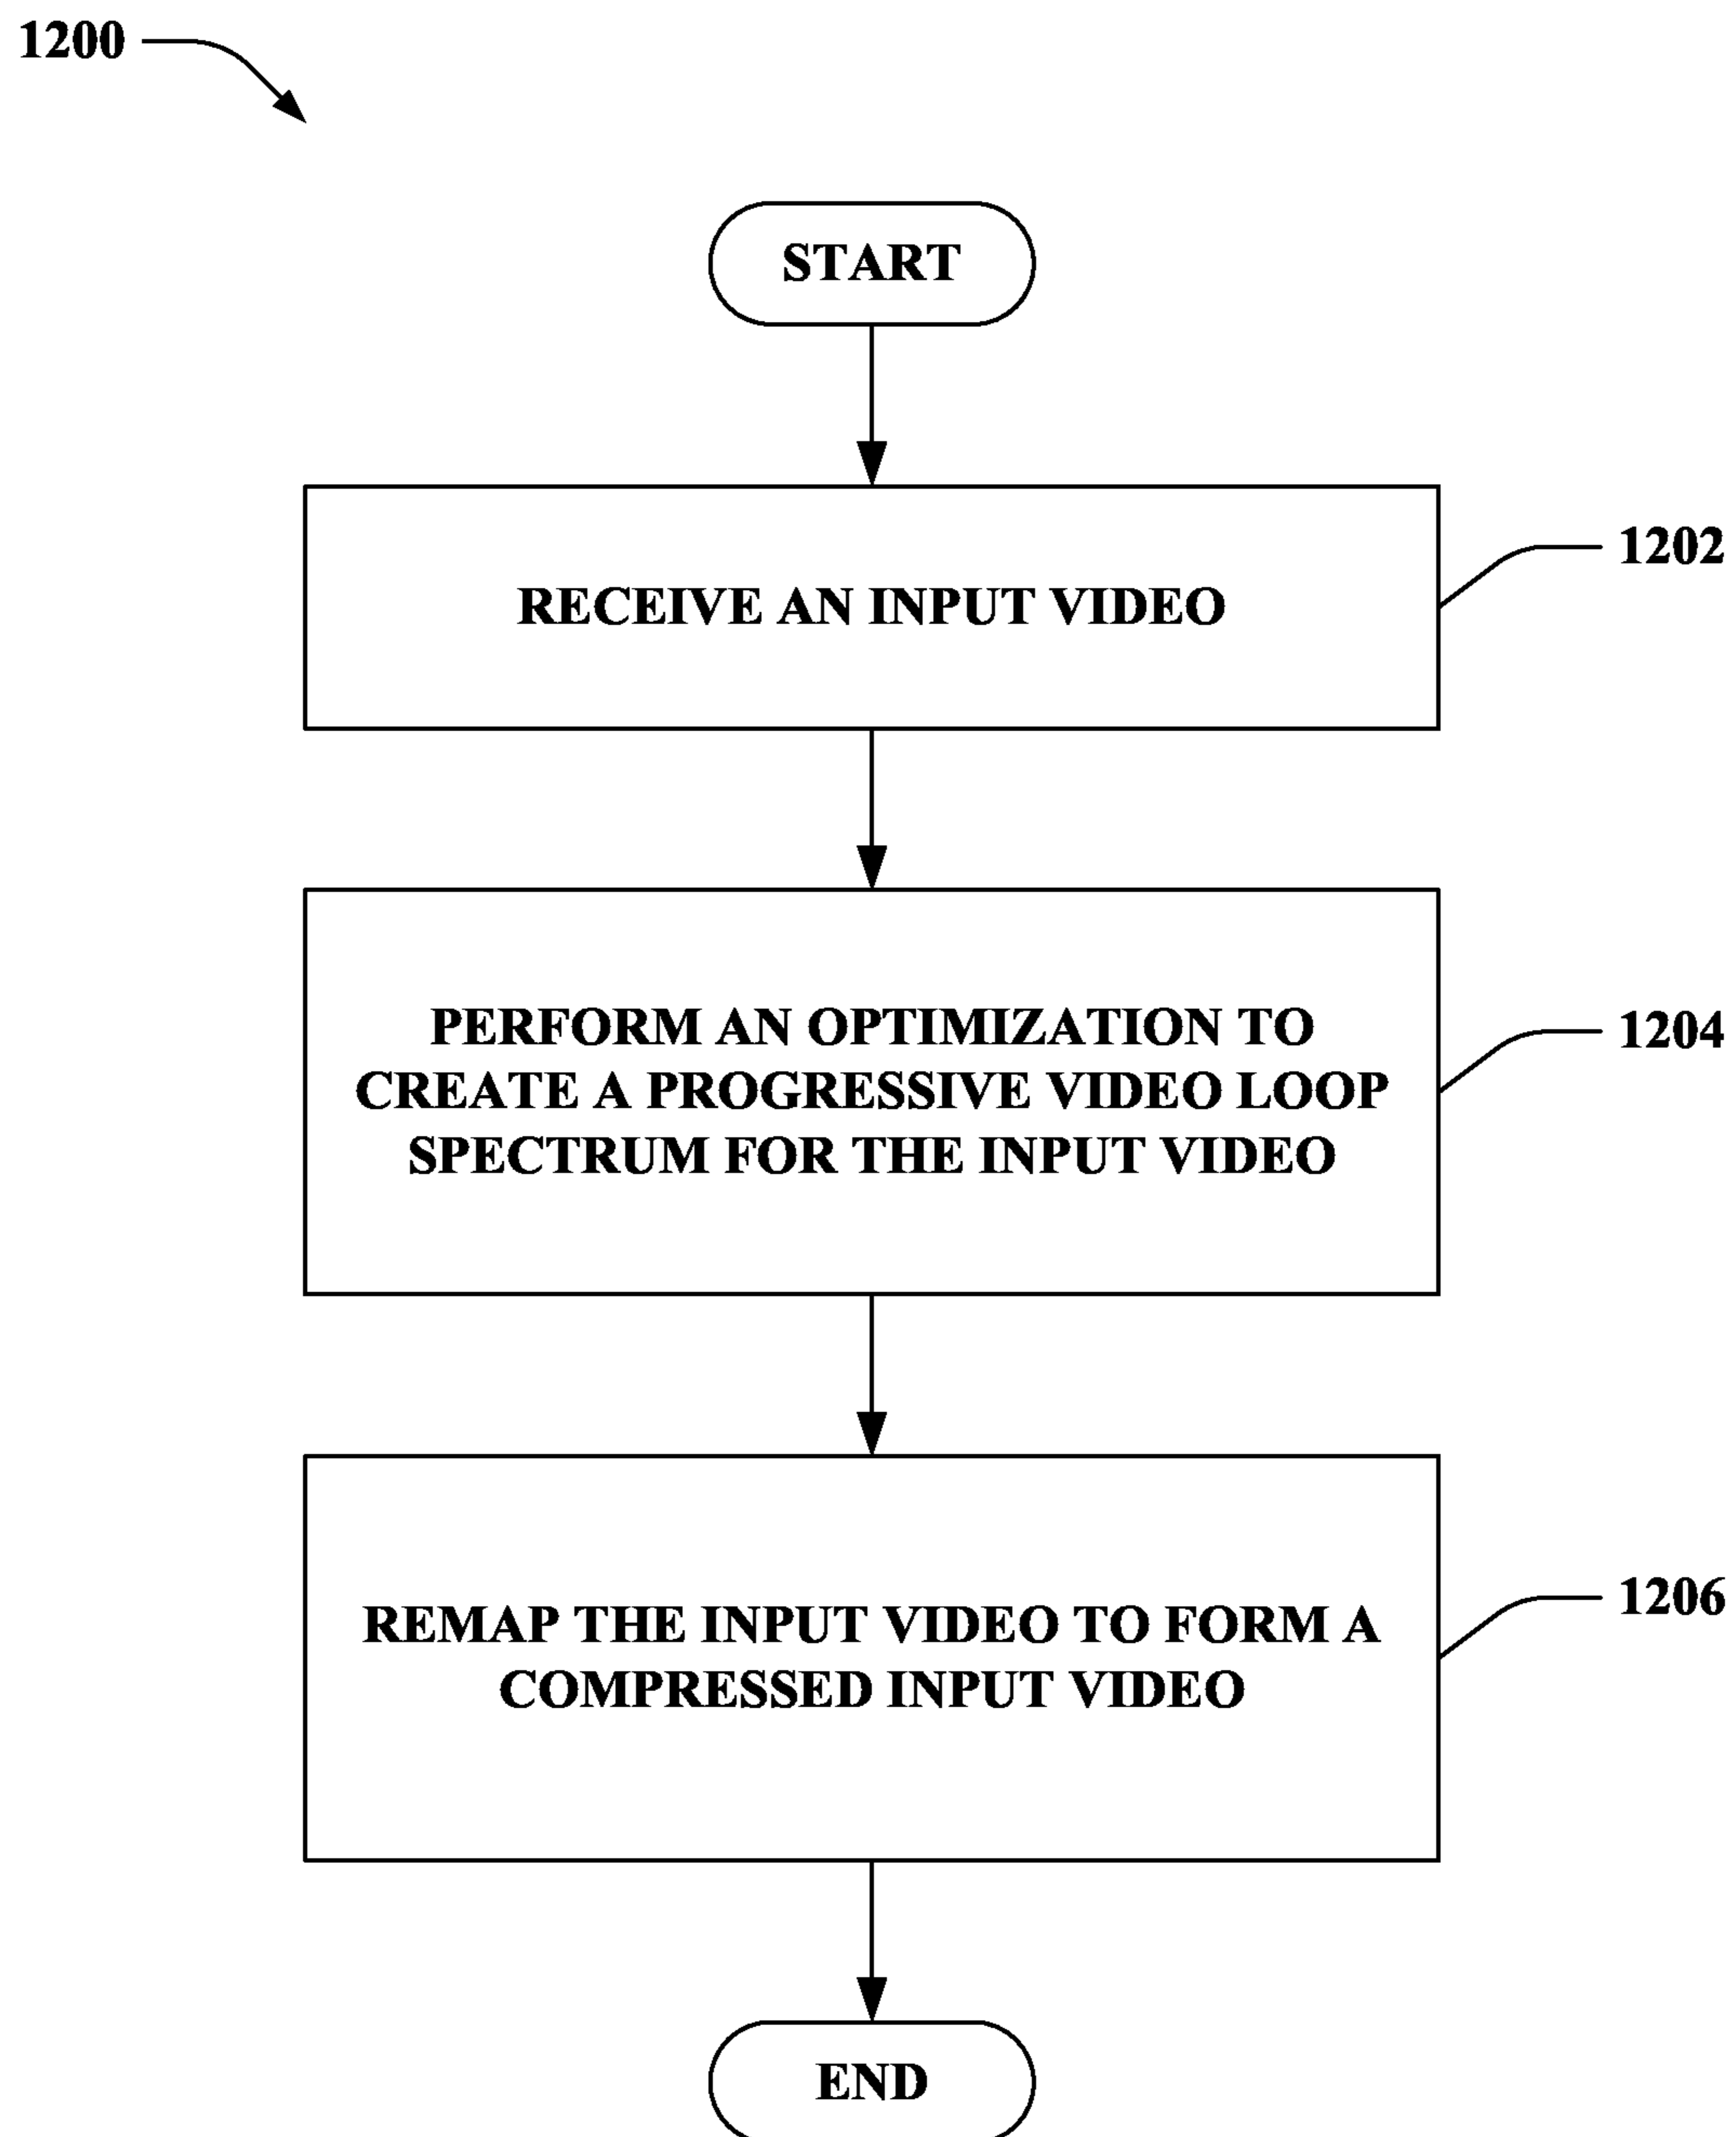 1200
START
RECEIVE AN INPUT VIDEO
1202
PERFORM AN OPTIMIZATION TO
CREATE A PROGRESSIVE VIDEO LOOP
SPECTRUM FOR THE INPUT VIDEO
1204
REMAP THE INPUT VIDEO TO FORM A
COMPRESSED INPUT VIDEO
1206
END